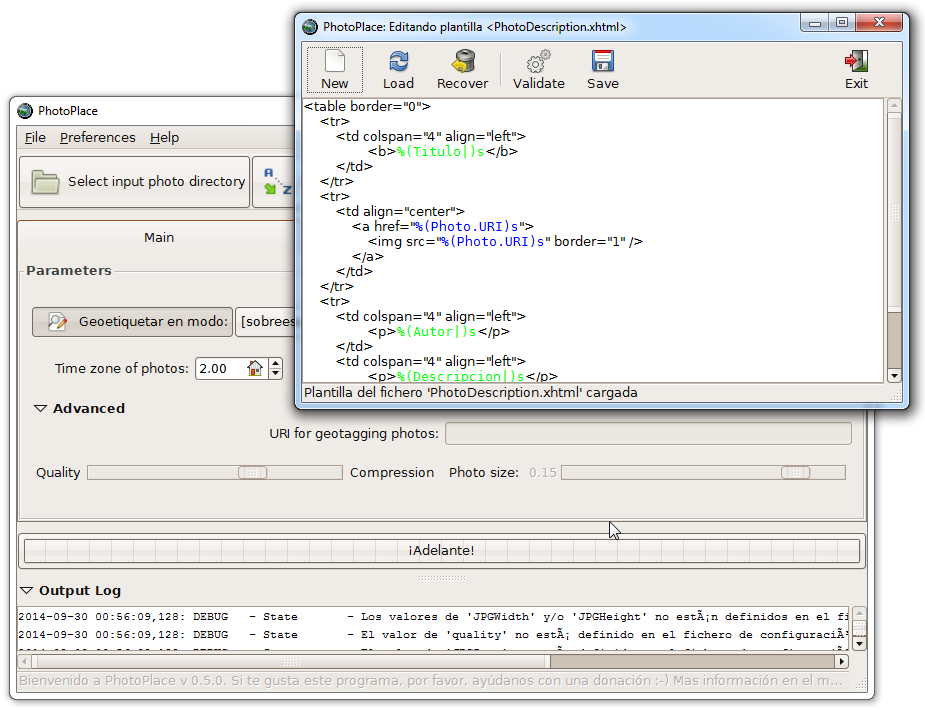 PhotoPlace: Editando plantilla <PhotoDescription.xhtml>
New Load Recover Validate Save Exit
<table border="0">
<tr>
<td colspan="4" align="left">
<b>%(Titulo|)s</b>
</td>
</tr>
<tr>
<td align="center">
<a href="%(Photo.URI)s">
<img src="%(Photo.URI)s" border="1" />
</a>
</td>
</tr>
<tr>
<td colspan="4" align="left">
<p>%(Autor|)s</p>
</td>
<td colspan="4" align="left">
<p>%(Descripcion|)s</p>
Plantilla del fichero 'PhotoDescription.xhtml' cargada
PhotoPlace
File Preferences Help
Select input photo directory A Z
Main
Parameters
Geoetiquetar en modo: [sobrees
Time zone of photos: 2.00
Advanced
URI for geotagging photos:
Quality Compression Photo size: 0.15
¡Adelante!
Output Log
2014-09-30 00:56:09,128: DEBUG - State - Los valores de 'JPGWidth' y/o 'JPGHeight' no estÃ¡n definidos en el fi
2014-09-30 00:56:09,128: DEBUG - State - El valor de 'quality' no estÃ¡ definido en el fichero de configuraciÃ
Bienvenido a PhotoPlace v 0.5.0. Si te gusta este programa, por favor, ayúdanos con una donación ;-) Mas información en el m...